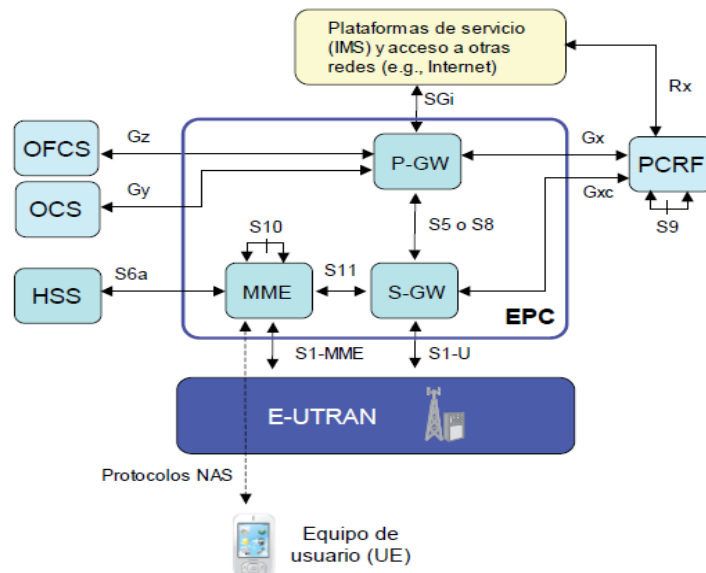 Plataformas de servicio
(IMS) y acceso a otras
redes (e.g., Internet)
SGi
Rx
OFCS
Gz
P-GW
Gx
PCRF
OCS
Gy
Gxc
S10
S5 o S8
S9
HSS
S6a
MME
S11
S-GW
EPC
S1-MME
S1-U
E-UTRAN
Protocolos NAS
Equipo de
usuario (UE)